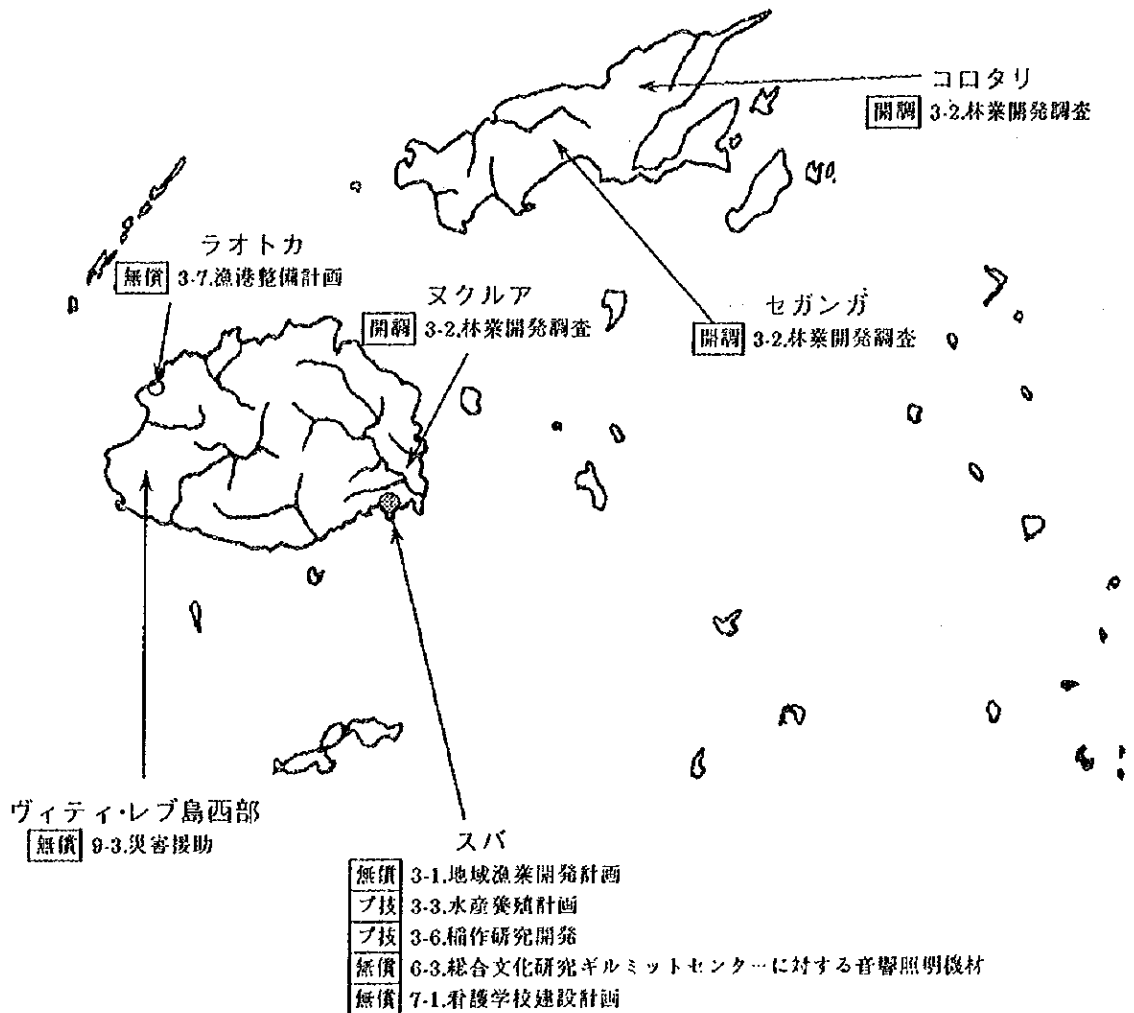 コロタリ
開調 3-2.林業開発調査
ラオトカ
無償 3-7.漁港整備計画
ヌクルア
開調 3-2.林業開発調査
セガンガ
開調 3-2.林業開発調査
ヴィティ・レブ島西部
無償 9-3.災害援助
スバ
無償 3-1.地域漁業開発計画
プ技 3-3.水産養殖計画
プ技 3-6.稲作研究開発
無償 6-3.総合文化研究ギルミットセンターに対する音響照明機材
無償 7-1.看護学校建設計画